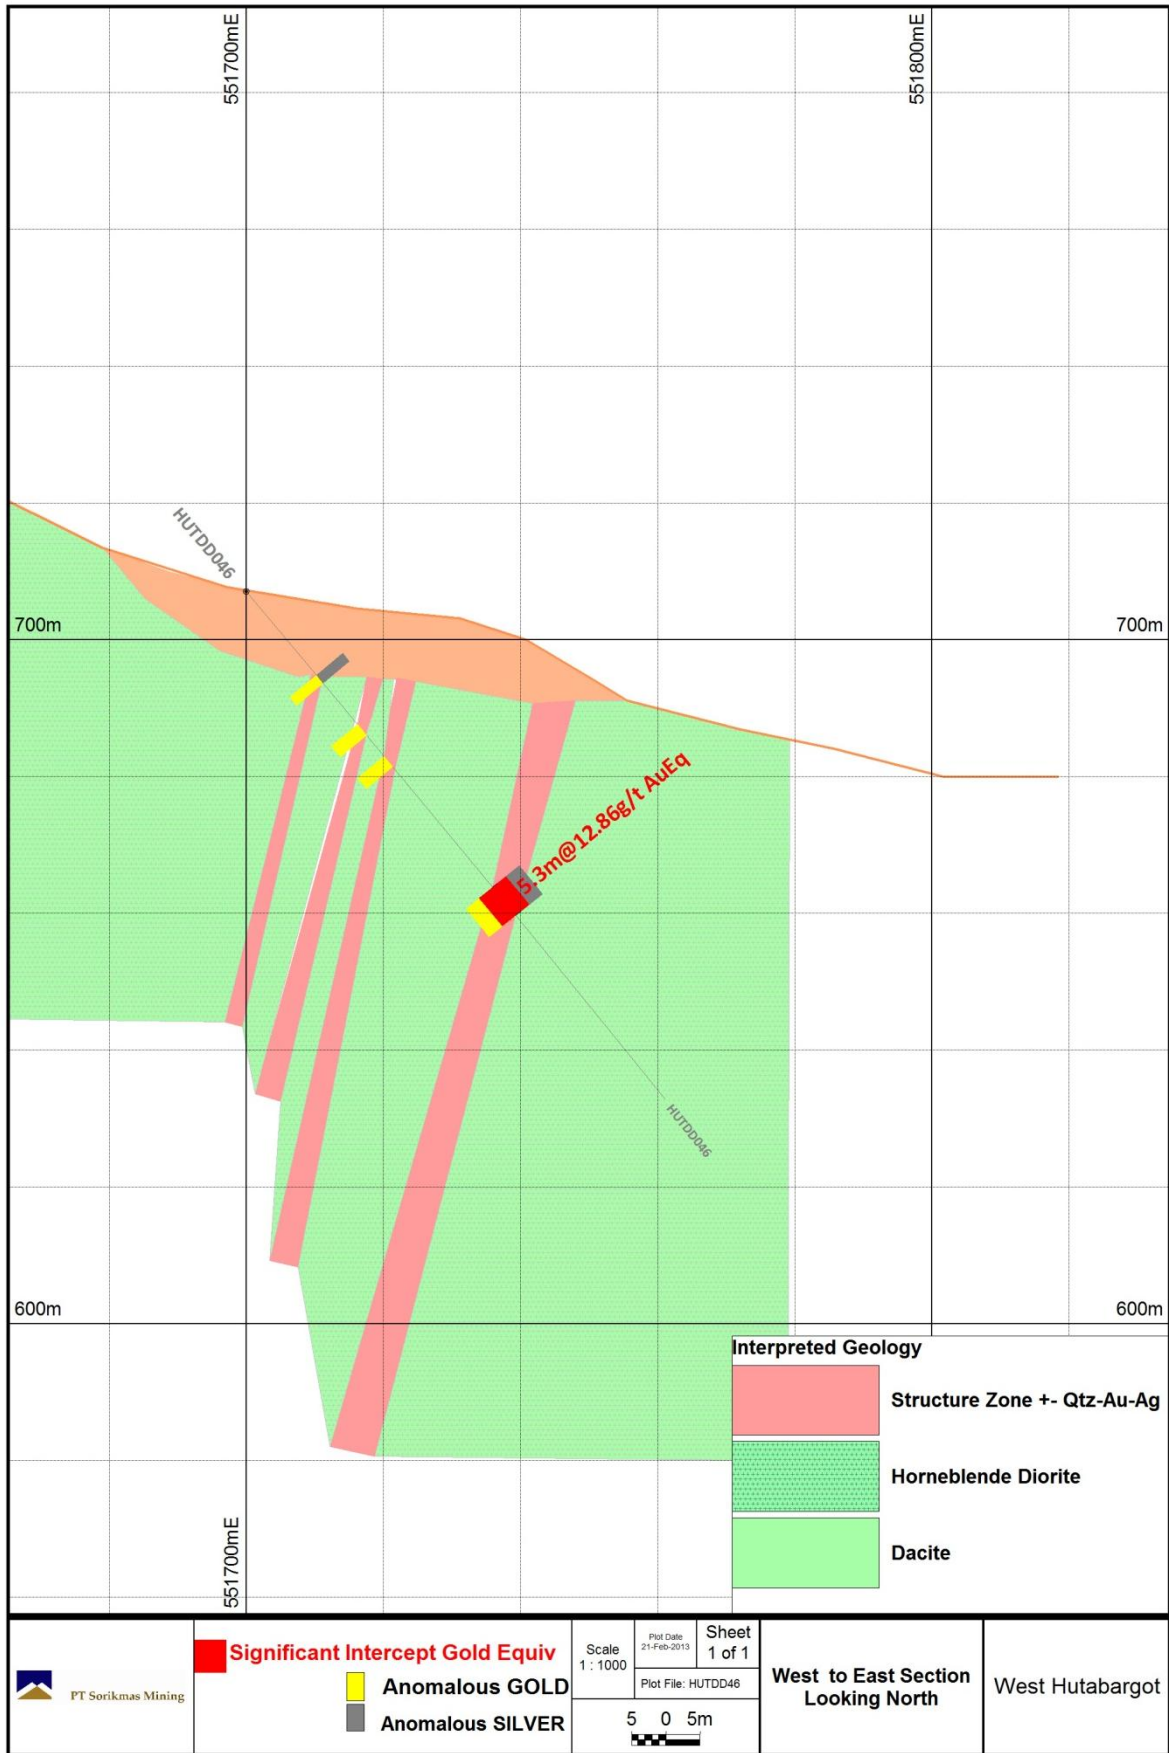 551700mE
551800mE
HUTDD046
700m
700m
5.3m@12.86g/t AuEq
HUTDD046
600m
600m
Interpreted Geology
Structure Zone +- Qtz-Au-Ag
Horneblende Diorite
Dacite
551700mE
PT Sorikmas Mining
Significant Intercept Gold Equiv
Anomalous GOLD
Anomalous SILVER
Scale
1 : 1000
Plot Date
21-Feb-2013
Sheet
1 of 1
Plot File: HUTDD46
5 0 5m
West to East Section
Looking North
West Hutabargot